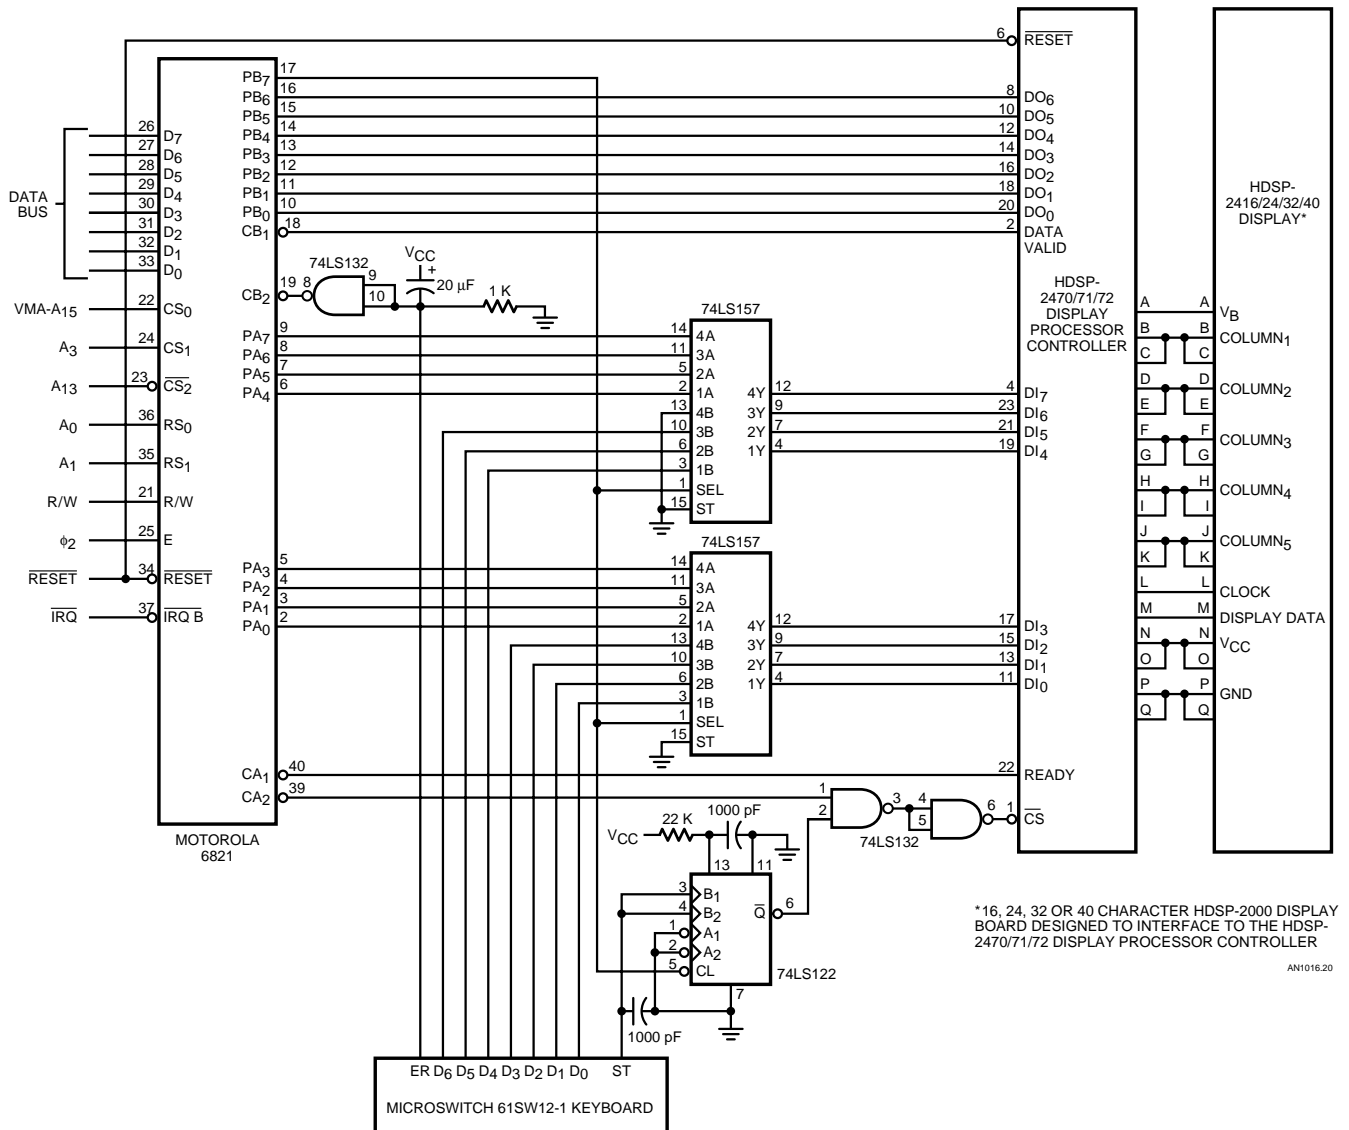 6 RESET
17 PB7
16 PB6 8 DO6
15 PB5 10 DO5
26 D7 14 PB4 12 DO4
27 D6 13 PB3 14 DO3
28 D5 12 PB2 16 DO2
29 D4 11 PB1 18 DO1
DATA BUS 30 D3 10 PB0 20 DO0
31 D2 18 CB1 2 DATA VALID
32 D1
33 D0
HDSP-
2416/24/32/40
DISPLAY*
74LS132 VCC +
19 8 9 20 μF
CB2 10 1 K
HDSP-
2470/71/72
DISPLAY
PROCESSOR
CONTROLLER
VMA-A15 22 CS0
A3 24 CS1
A13 23 CS2
A0 36 RS0
A1 35 RS1
R/W 21 R/W
ϕ2 25 E
RESET 34 RESET
IRQ 37 IRQ B
PA7 9
PA6 8
PA5 7
PA4 6
74LS157
14 4A
11 3A
5 2A
2 1A 4Y 12 4 DI7
13 4B 3Y 9 23 DI6
10 3B 2Y 7 21 DI5
6 2B 1Y 4 19 DI4
3 1B
1 SEL
15 ST
PA3 5
PA2 4
PA1 3
PA0 2
74LS157
14 4A
11 3A
5 2A
2 1A 4Y 12 17 DI3
13 4B 3Y 9 15 DI2
10 3B 2Y 7 13 DI1
6 2B 1Y 4 11 DI0
3 1B
1 SEL
15 ST
A A VB
B B COLUMN1
C C
D D COLUMN2
E E
F F COLUMN3
G G
H H COLUMN4
I I
J J COLUMN5
K K
L L CLOCK
M M DISPLAY DATA
N N VCC
O O
P P GND
Q Q
CA1 40 22 READY
CA2 39
MOTOROLA
6821
1 2 3 4 5 6 1 CS
74LS132
VCC 22 K 1000 pF
13 11
3 B1
4 B2 Q 6
1 A1
2 A2
5 CL 74LS122
7
1000 pF
*16, 24, 32 OR 40 CHARACTER HDSP-2000 DISPLAY
BOARD DESIGNED TO INTERFACE TO THE HDSP-
2470/71/72 DISPLAY PROCESSOR CONTROLLER
AN1016.20
ER D6 D5 D4 D3 D2 D1 D0 ST
MICROSWITCH 61SW12-1 KEYBOARD